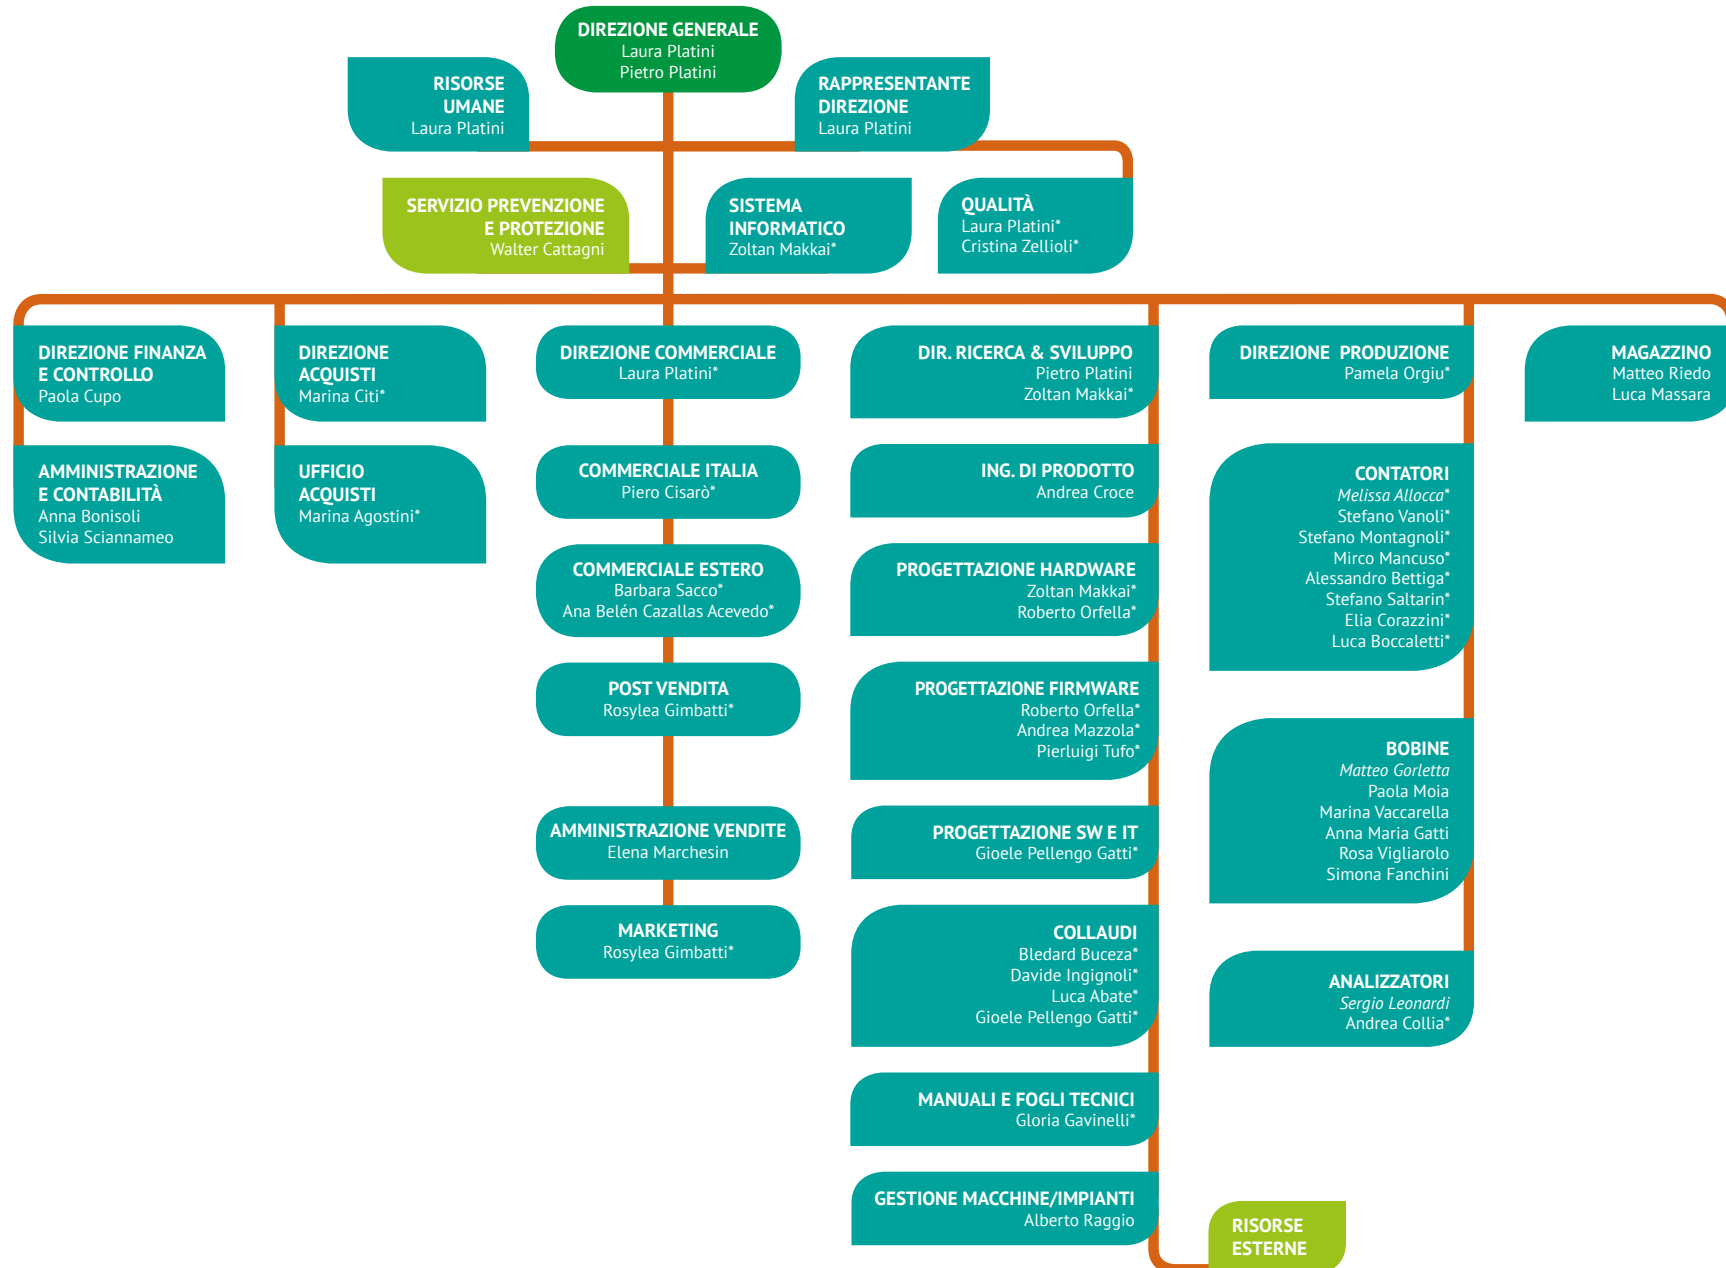 DIREZIONE GENERALE
Laura Platini
Pietro Platini
RISORSE
UMANE
Laura Platini
RAPPRESENTANTE
DIREZIONE
Laura Platini
SERVIZIO PREVENZIONE
E PROTEZIONE
Walter Cattagni
SISTEMA
INFORMATICO
Zoltan Makkai*
QUALITÀ
Laura Platini*
Cristina Zellioli*
DIREZIONE FINANZA
E CONTROLLO
Paola Cupo
AMMINISTRAZIONE
E CONTABILITÀ
Anna Bonisoli
Silvia Sciannameo
DIREZIONE
ACQUISTI
Marina Citi*
UFFICIO
ACQUISTI
Marina Agostini*
DIREZIONE COMMERCIALE
Laura Platini*
COMMERCIALE ITALIA
Piero Cisarò*
COMMERCIALE ESTERO
Barbara Sacco*
Ana Belén Cazallas Acevedo*
POST VENDITA
Rosylea Gimbatti*
AMMINISTRAZIONE VENDITE
Elena Marchesin
MARKETING
Rosylea Gimbatti*
DIR. RICERCA & SVILUPPO
Pietro Platini
Zoltan Makkai*
ING. DI PRODOTTO
Andrea Croce
PROGETTAZIONE HARDWARE
Zoltan Makkai*
Roberto Orfella*
PROGETTAZIONE FIRMWARE
Roberto Orfella*
Andrea Mazzola*
Pierluigi Tufo*
PROGETTAZIONE SW E IT
Gioele Pellengo Gatti*
COLLAUDI
Bledard Buceza*
Davide Ingignoli*
Luca Abate*
Gioele Pellengo Gatti*
MANUALI E FOGLI TECNICI
Gloria Gavinelli*
GESTIONE MACCHINE/IMPIANTI
Alberto Raggio
DIREZIONE PRODUZIONE
Pamela Orgiu*
CONTATORI
Melissa Allocca*
Stefano Vanoli*
Stefano Montagnoli*
Mirco Mancuso*
Alessandro Bettiga*
Stefano Saltarin*
Elia Corazzini*
Luca Boccaletti*
BOBINE
Matteo Gorletta
Paola Moia
Marina Vaccarella
Anna Maria Gatti
Rosa Vigliarolo
Simona Fanchini
ANALIZZATORI
Sergio Leonardi
Andrea Collia*
MAGAZZINO
Matteo Riedo
Luca Massara
RISORSE
ESTERNE